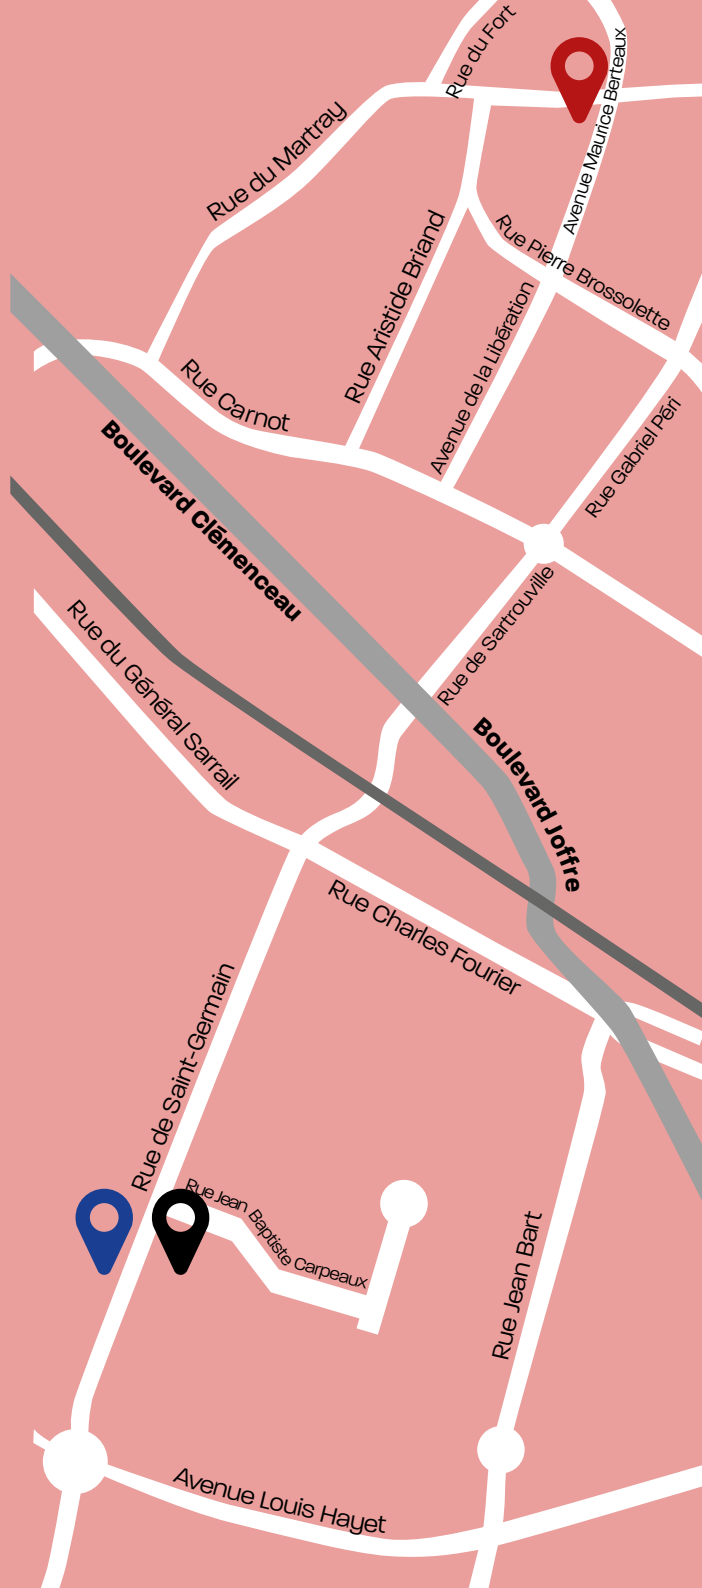 Rue du Fort
Avenue Maurice Berteaux
Rue du Martray
Rue Pierre Brossolette
Rue Aristide Briand
Avenue de la Libération
Rue Carnot
Rue Gabriel Péri
Boulevard Clémenceau
Rue de Sartrouville
Rue du Général Sarrail
Boulevard Joffre
Rue Charles Fourier
Rue de Saint-Germain
Rue Jean Baptiste Carpeaux
Rue Jean Bart
Avenue Louis Hayet